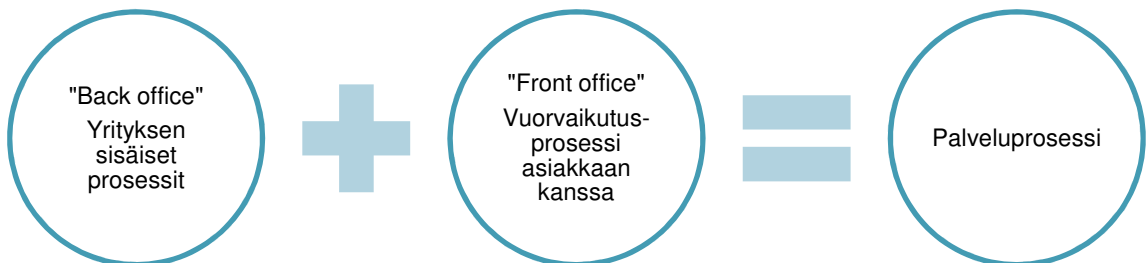 "Back office"
Yrityksen
sisäiset
prosessit
"Front office"
Vuorvaikutus-
prosessi
asiakkaan
kanssa
Palveluprosessi